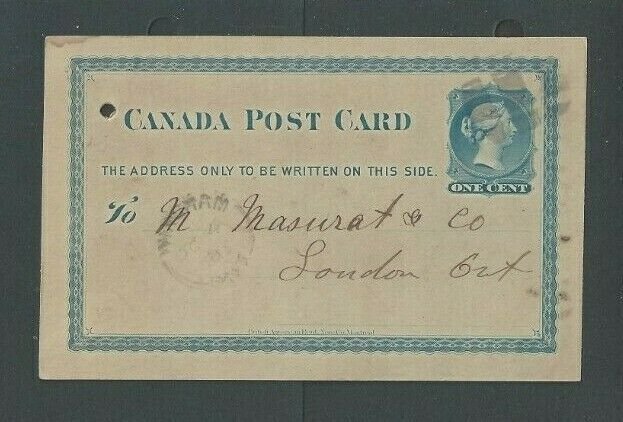 CANADA POST CARD
ONE CENT
THE ADDRESS ONLY TO BE WRITTEN ON THIS SIDE.
To M Masurat & Co
London Ont